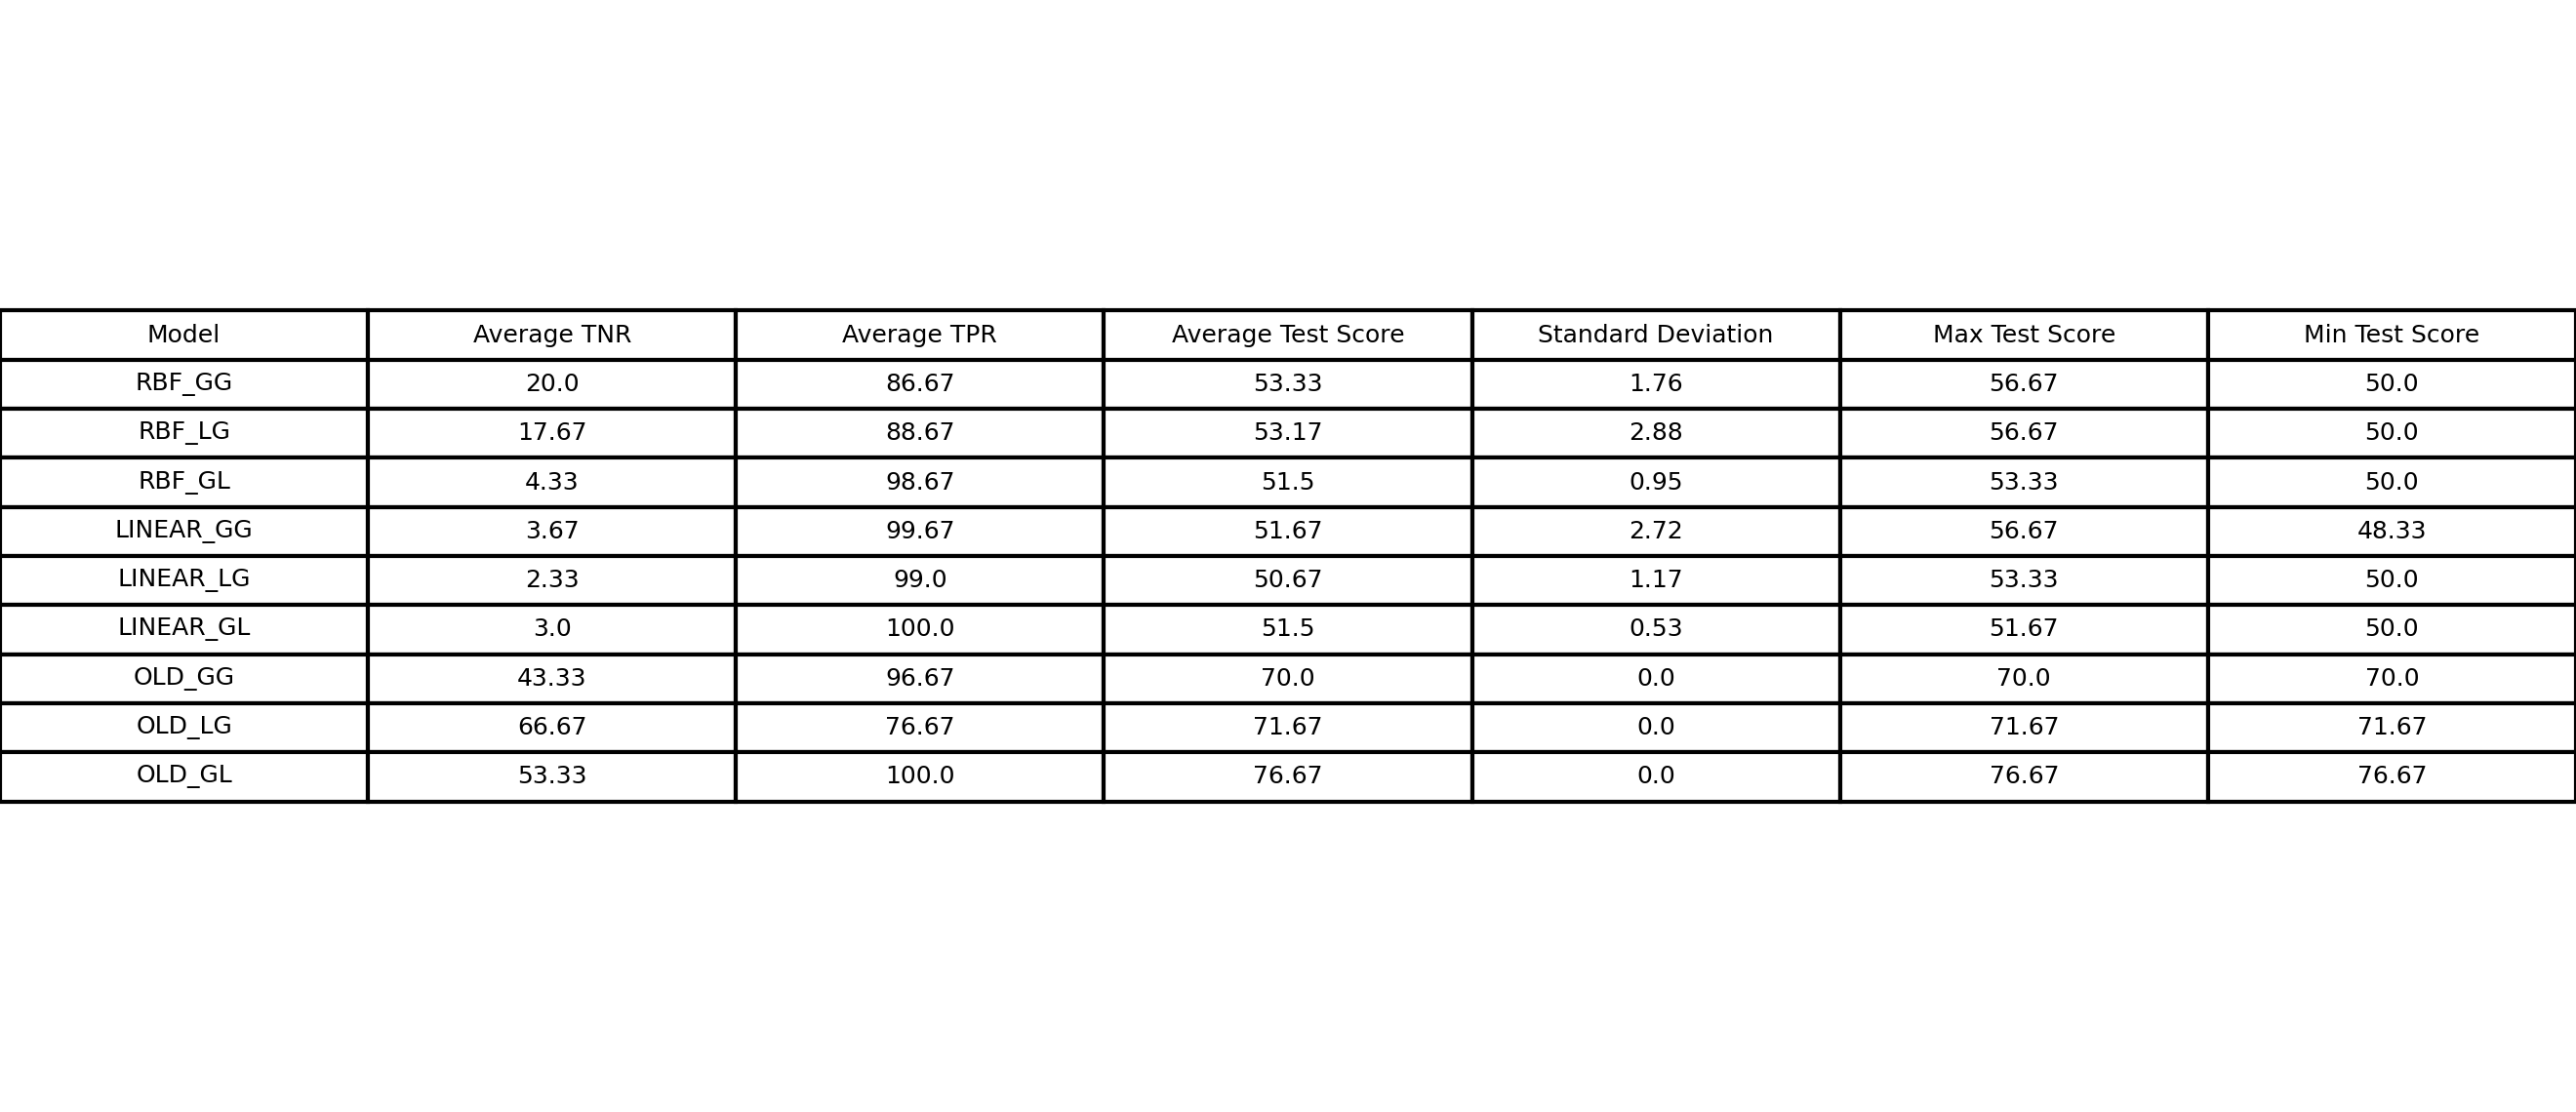 Model Average TNR Average TPR Average Test Score Standard Deviation Max Test Score Min Test Score
RBF_GG 20.0 86.67 53.33 1.76 56.67 50.0
RBF_LG 17.67 88.67 53.17 2.88 56.67 50.0
RBF_GL 4.33 98.67 51.5 0.95 53.33 50.0
LINEAR_GG 3.67 99.67 51.67 2.72 56.67 48.33
LINEAR_LG 2.33 99.0 50.67 1.17 53.33 50.0
LINEAR_GL 3.0 100.0 51.5 0.53 51.67 50.0
OLD_GG 43.33 96.67 70.0 0.0 70.0 70.0
OLD_LG 66.67 76.67 71.67 0.0 71.67 71.67
OLD_GL 53.33 100.0 76.67 0.0 76.67 76.67